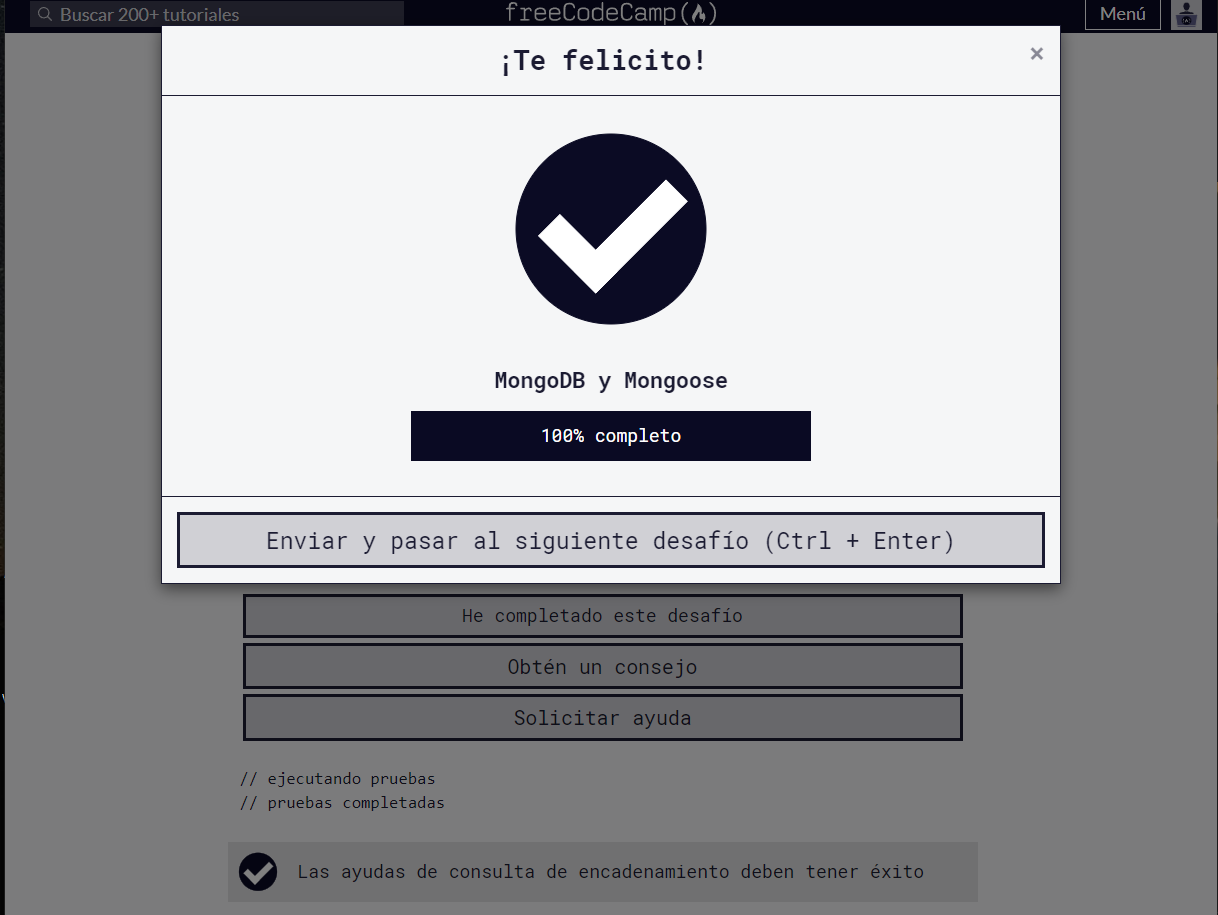 Buscar 200+ tutoriales
freeCodeCamp(🔥)
Menú
¡Te felicito!
×
MongoDB y Mongoose
100% completo
Enviar y pasar al siguiente desafío (Ctrl + Enter)
He completado este desafío
Obtén un consejo
Solicitar ayuda
// ejecutando pruebas
// pruebas completadas
Las ayudas de consulta de encadenamiento deben tener éxito